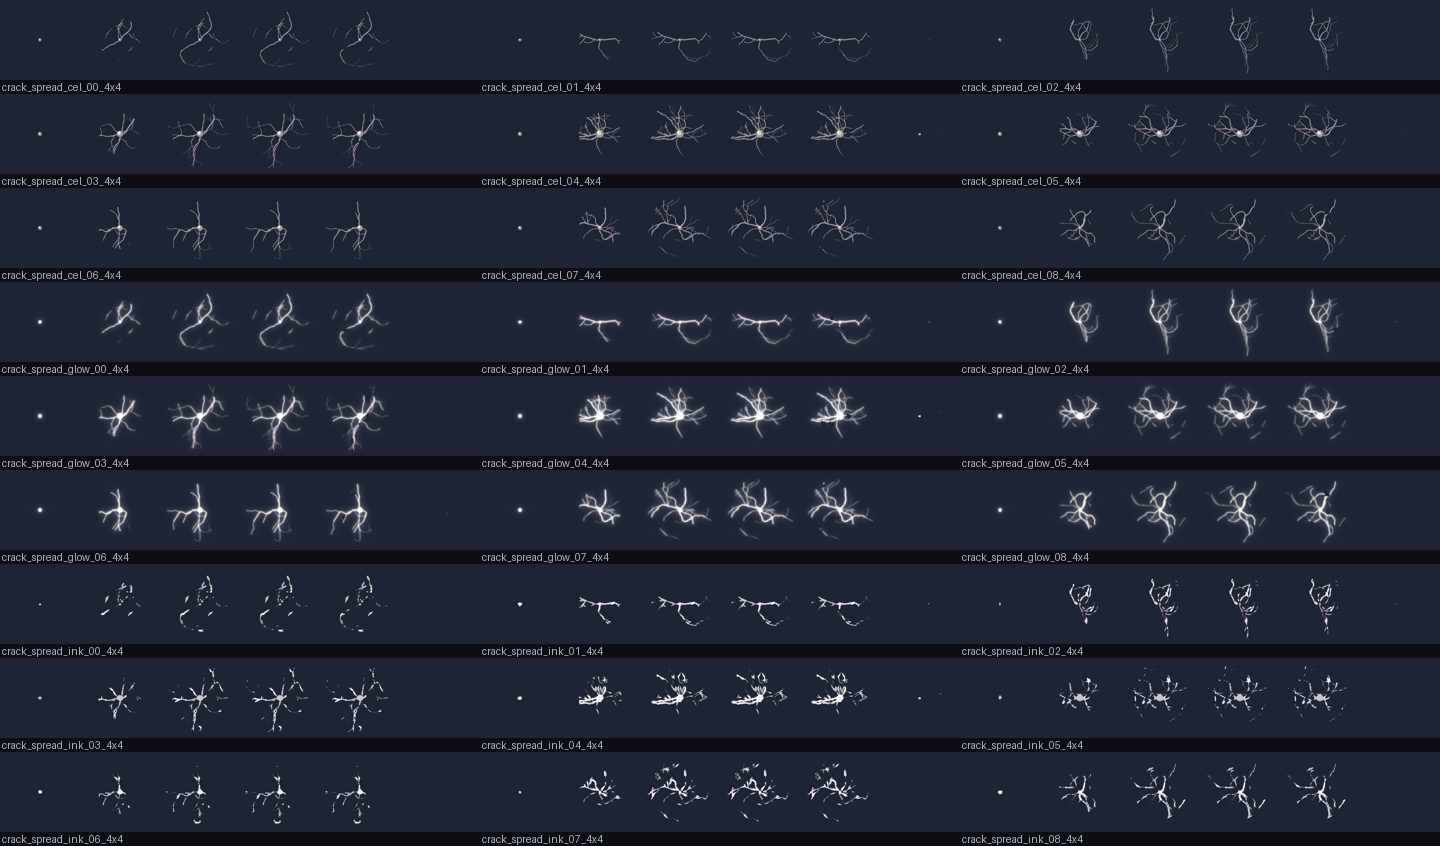 crack_spread_cel_00_4x4 crack_spread_cel_01_4x4 crack_spread_cel_02_4x4
crack_spread_cel_03_4x4 crack_spread_cel_04_4x4 crack_spread_cel_05_4x4
crack_spread_cel_06_4x4 crack_spread_cel_07_4x4 crack_spread_cel_08_4x4
crack_spread_glow_00_4x4 crack_spread_glow_01_4x4 crack_spread_glow_02_4x4
crack_spread_glow_03_4x4 crack_spread_glow_04_4x4 crack_spread_glow_05_4x4
crack_spread_glow_06_4x4 crack_spread_glow_07_4x4 crack_spread_glow_08_4x4
crack_spread_ink_00_4x4 crack_spread_ink_01_4x4 crack_spread_ink_02_4x4
crack_spread_ink_03_4x4 crack_spread_ink_04_4x4 crack_spread_ink_05_4x4
crack_spread_ink_06_4x4 crack_spread_ink_07_4x4 crack_spread_ink_08_4x4